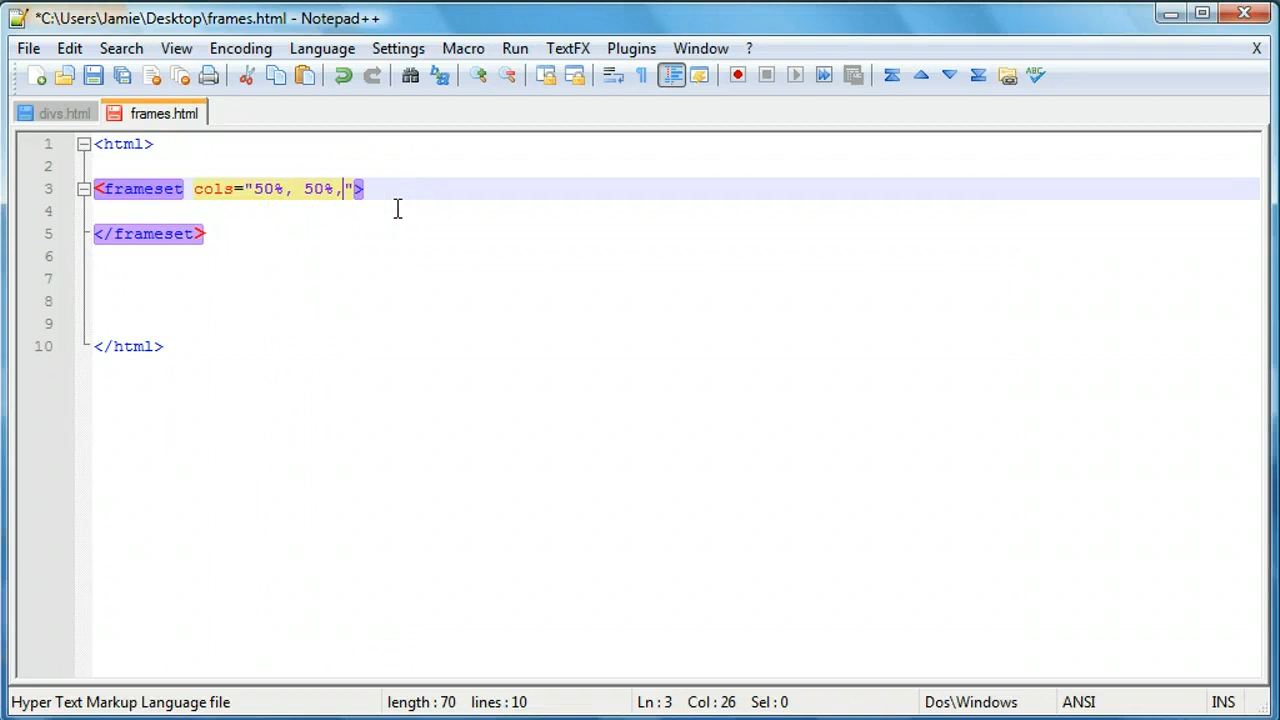 *C:\Users\Jamie\Desktop\frames.html - Notepad++
File Edit Search View Encoding Language Settings Macro Run TextFX Plugins Window ? X
divs.html frames.html
1 <html>
2
3 <frameset cols="50%, 50%,">
4
5 </frameset>
6
7
8
9
10 </html>
Hyper Text Markup Language file length : 70 lines : 10 Ln : 3 Col : 26 Sel : 0 Dos\Windows ANSI INS